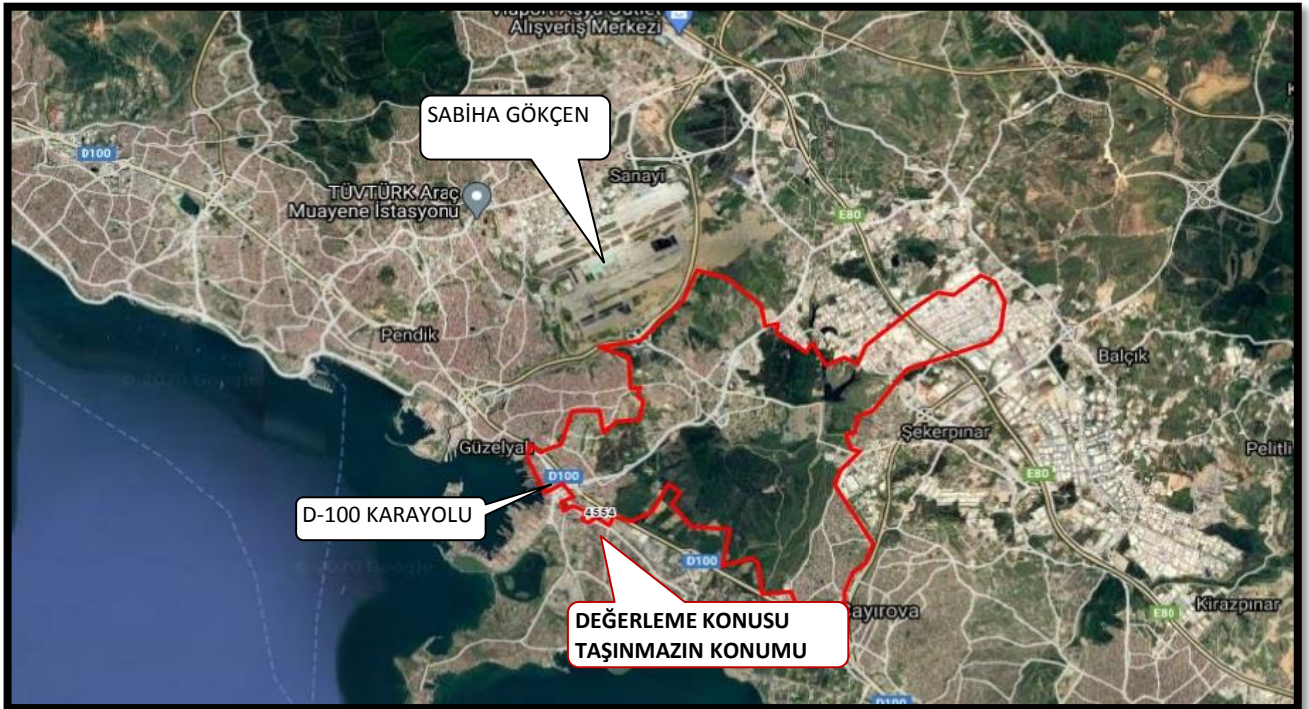 Viaport Asya Outlet
Alışveriş Merkezi
SABİHA GÖKÇEN
Sanayi
D100
TÜVTÜRK Araç
Muayene İstasyonu
E80
Pendik
Balçık
Güzelyalı
Şekerpınar
Pelitli
D100
E80
D-100 KARAYOLU
4554
D100
DEĞERLEME KONUSU
TAŞINMAZIN KONUMU
Çayırova
E80
Kirazpınar
D100